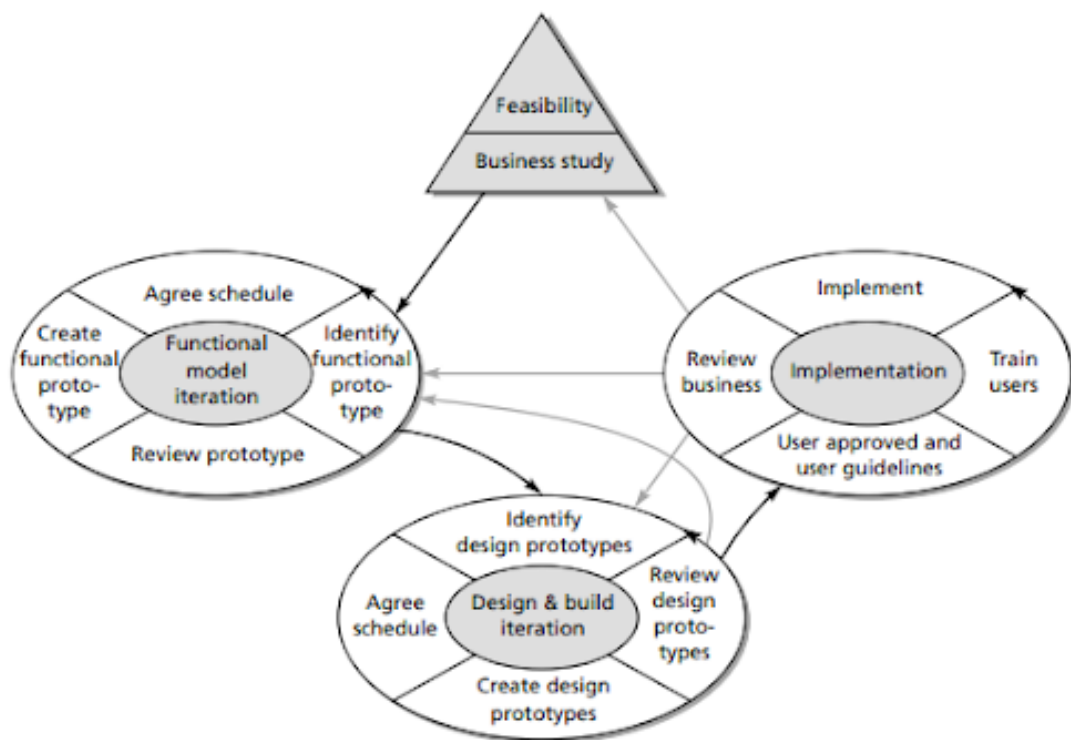 Feasibility
Business study
Agree schedule
Create
functional
proto-
type
Functional
model
iteration
Identify
functional
proto-
type
Review prototype
Implement
Review
business
Implementation
Train
users
User approved and
user guidelines
Identify
design prototypes
Agree
schedule
Design & build
iteration
Review
design
proto-
types
Create design
prototypes